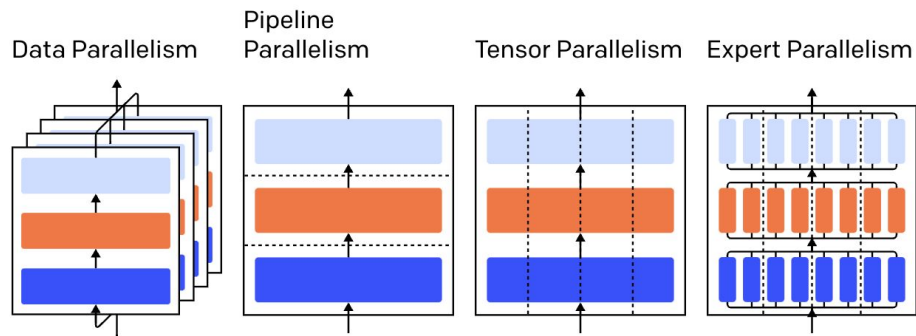 Data Parallelism
Pipeline
Parallelism
Tensor Parallelism
Expert Parallelism